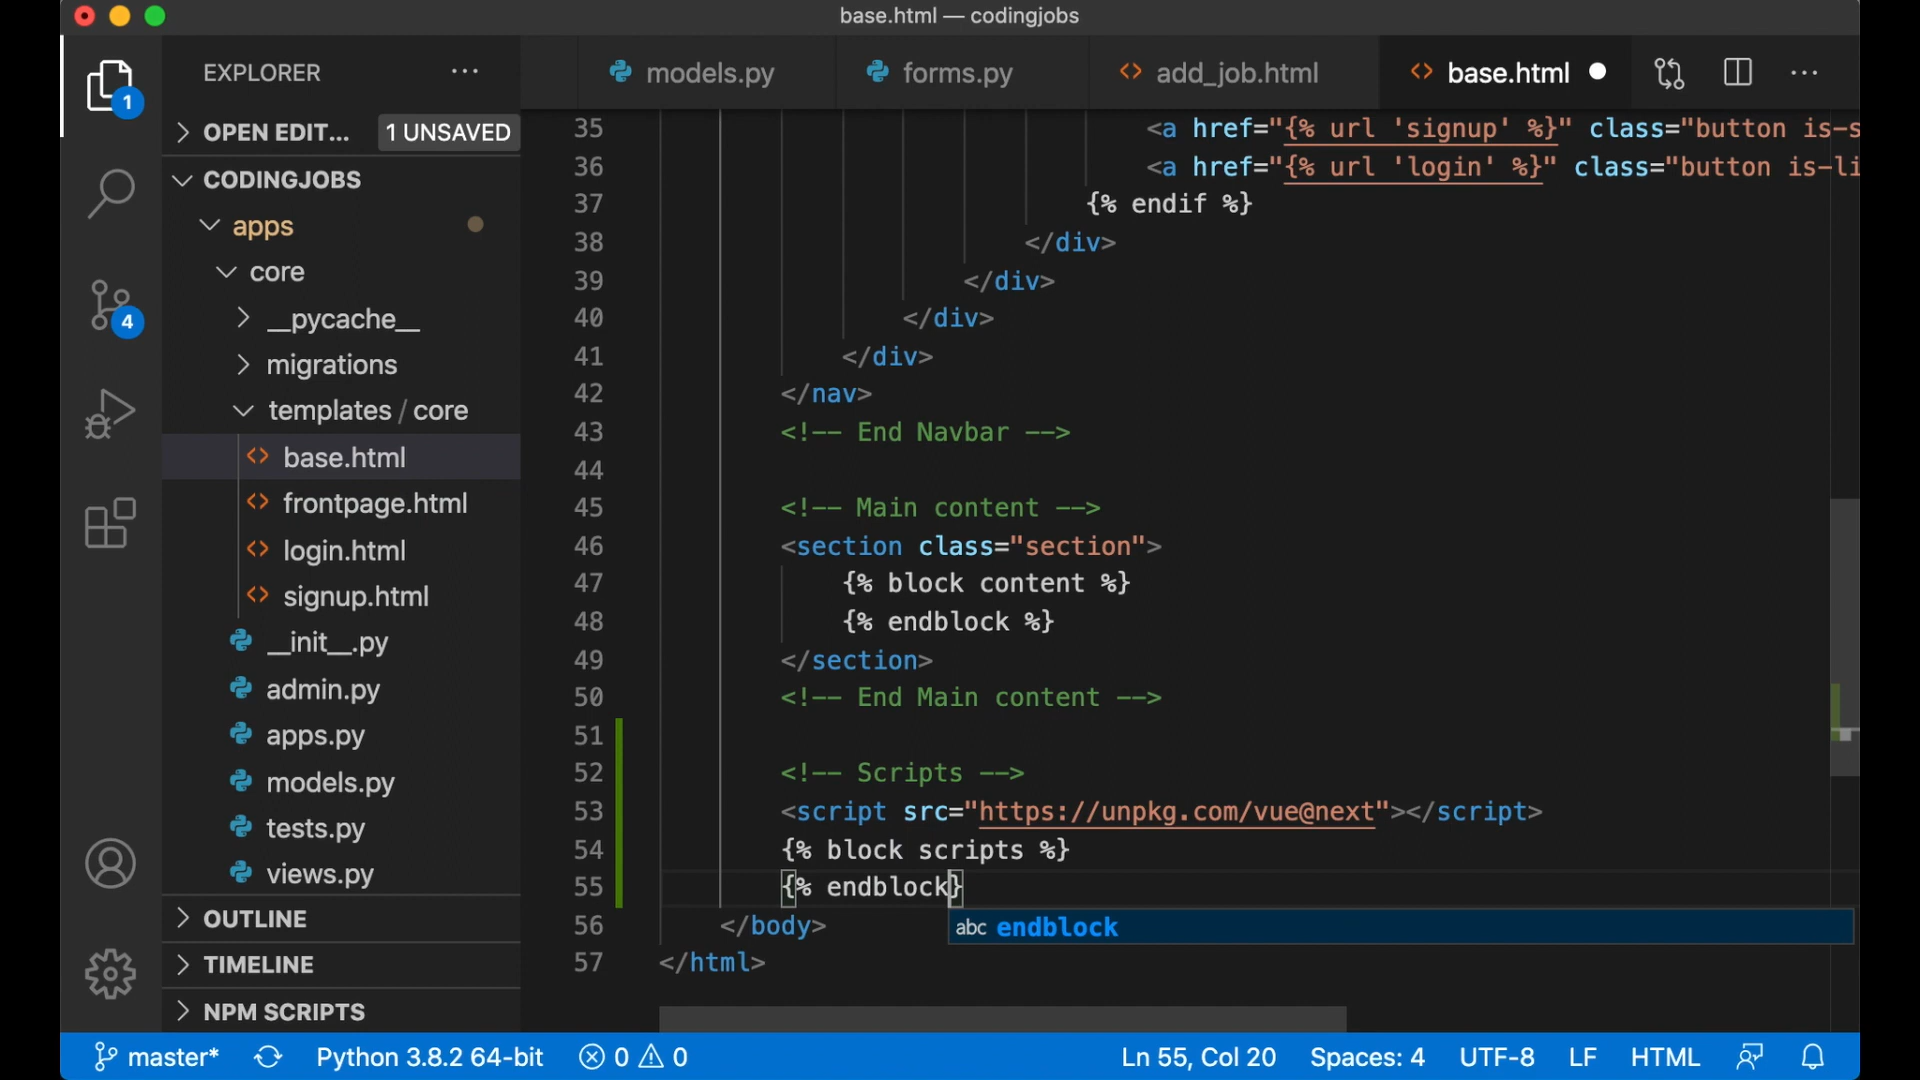 base.html — codingjobs
EXPLORER
models.py
forms.py
add_job.html
base.html
1
OPEN EDIT...
1 UNSAVED
CODINGJOBS
apps
core
__pycache__
4
migrations
templates / core
base.html
frontpage.html
login.html
signup.html
__init__.py
admin.py
apps.py
models.py
tests.py
views.py
OUTLINE
TIMELINE
NPM SCRIPTS
35 <a href="{% url 'signup' %}" class="button is-s
36 <a href="{% url 'login' %}" class="button is-li
37 {% endif %}
38 </div>
39 </div>
40 </div>
41 </div>
42 </nav>
43 <!-- End Navbar -->
44
45 <!-- Main content -->
46 <section class="section">
47 {% block content %}
48 {% endblock %}
49 </section>
50 <!-- End Main content -->
51
52 <!-- Scripts -->
53 <script src="https://unpkg.com/vue@next"></script>
54 {% block scripts %}
55 {% endblock}
56 </body>
abc endblock
57 </html>
master* Python 3.8.2 64-bit 0 0 Ln 55, Col 20 Spaces: 4 UTF-8 LF HTML